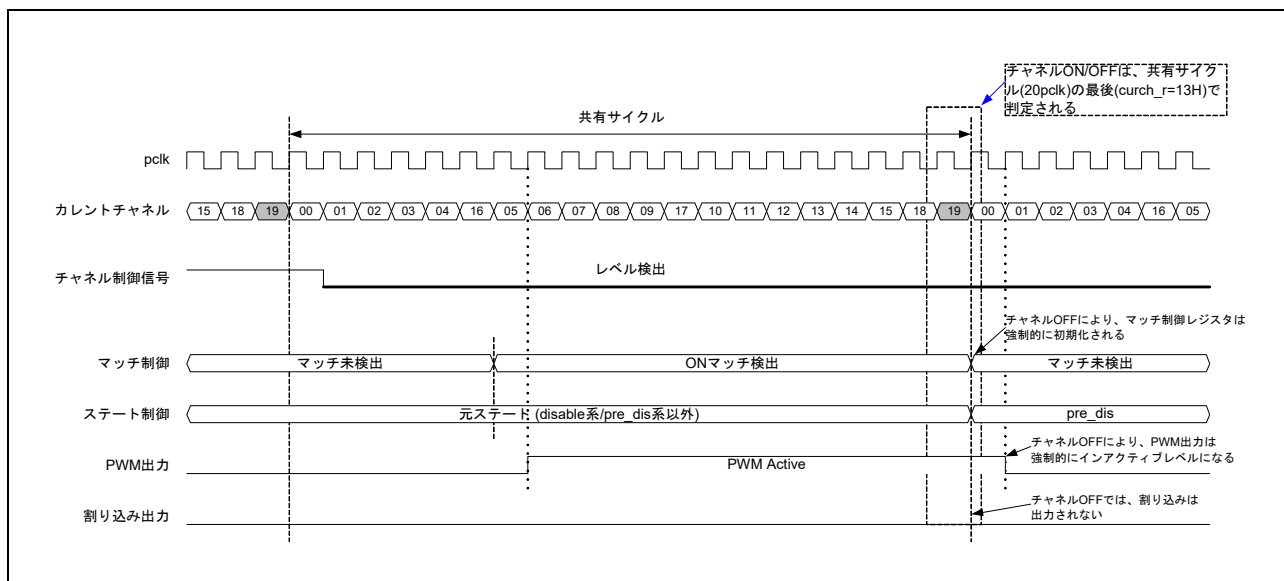 チャネルON/OFFは、共有サイク
ル(20pclk)の最後(curch_r=13H)で
判定される
共有サイクル
pclk
カレントチャネル 15 18 19 00 01 02 03 04 16 05 06 07 08 09 17 10 11 12 13 14 15 18 19 00 01 02 03 04 16 05
チャネル制御信号 レベル検出
チャネルOFFにより、マッチ制御レジスタは
強制的に初期化される
マッチ制御 マッチ未検出 ONマッチ検出 マッチ未検出
ステート制御 元ステート (disable系/pre_dis系以外) pre_dis
チャネルOFFにより、PWM出力は
強制的にインアクティブレベルになる
PWM出力 PWM Active
チャネルOFFでは、割り込みは
出力されない
割り込み出力